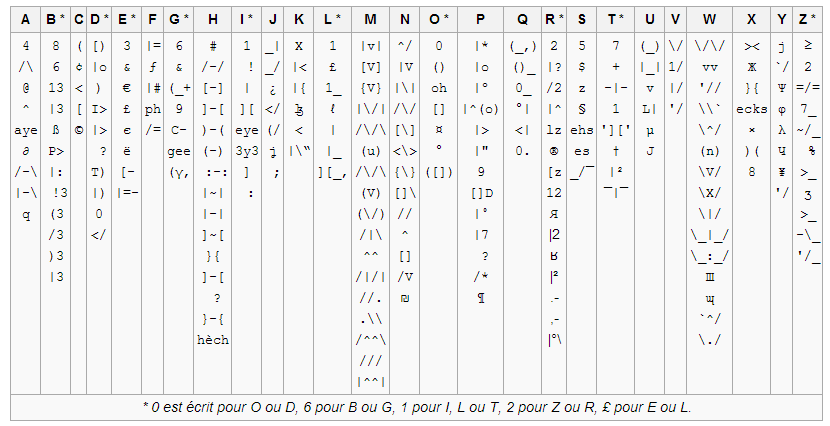 A B * C D * E * F G * H I * J K L * M N O * P Q R * S T * U V W X Y Z *
4 8 ( [) 3 |= 6 # 1 _| X 1 |v| ^/ 0 |* (_,) 2 5 7 (_) \/ \/\/ >< j ≥
/\ 6 ¢ |o & ƒ & /-/ ! _/ |< £ [V] |V () |o ()_ |? $ + |_| 1/ vv Ж `/ 2
@ 13 < ) € |# (_+ [-] | ¿ |{ 1_ {V} |\| oh |° 0_ /2 z -|- v |/ '// }{ Ψ =/=
^ |3 [ I> £ ph 9 ]-[ ][ </ ɮ ℓ |\/| /\/ [] |^(o) °| |^ § 1 L| '/ \\` ecks φ 7_
aye ß © |> є /= C- )-( eye (/ < | /\/\ [\] ¤ |> <| lz ehs '][' µ \^/ × λ ~/_
∂ P> ? ë gee (-) 3y3 ʝ |\“ |_ (u) <\> ° |" 0. ® es † J (n) )( Ч %
/-\ |: T) [- (γ, :-: ] ; ][_, /\/\ {\} ([]) 9 [z _/¯ |² \V/ 8 ¥ >_
|-\ !3 |) |=- |~| : (V) []\ []D 12 ¯|¯ \X/ '/ ʒ
q (3 0 |-| (\/) // |° Я \|/ >_
/3 </ ]~[ /|\ ^ |7 |2 \_|_/ -\_
)3 }{ ^^ [] ? ʁ \_:_/ '/_
|3 ]-[ /|/| /V /* |² Ш
? //. ₪ ¶ .- ɰ
}-{ .\\ ,- `^/
hèch /^^\ |°\ \./
///
|^^|
* 0 est écrit pour O ou D, 6 pour B ou G, 1 pour I, L ou T, 2 pour Z ou R, £ pour E ou L.